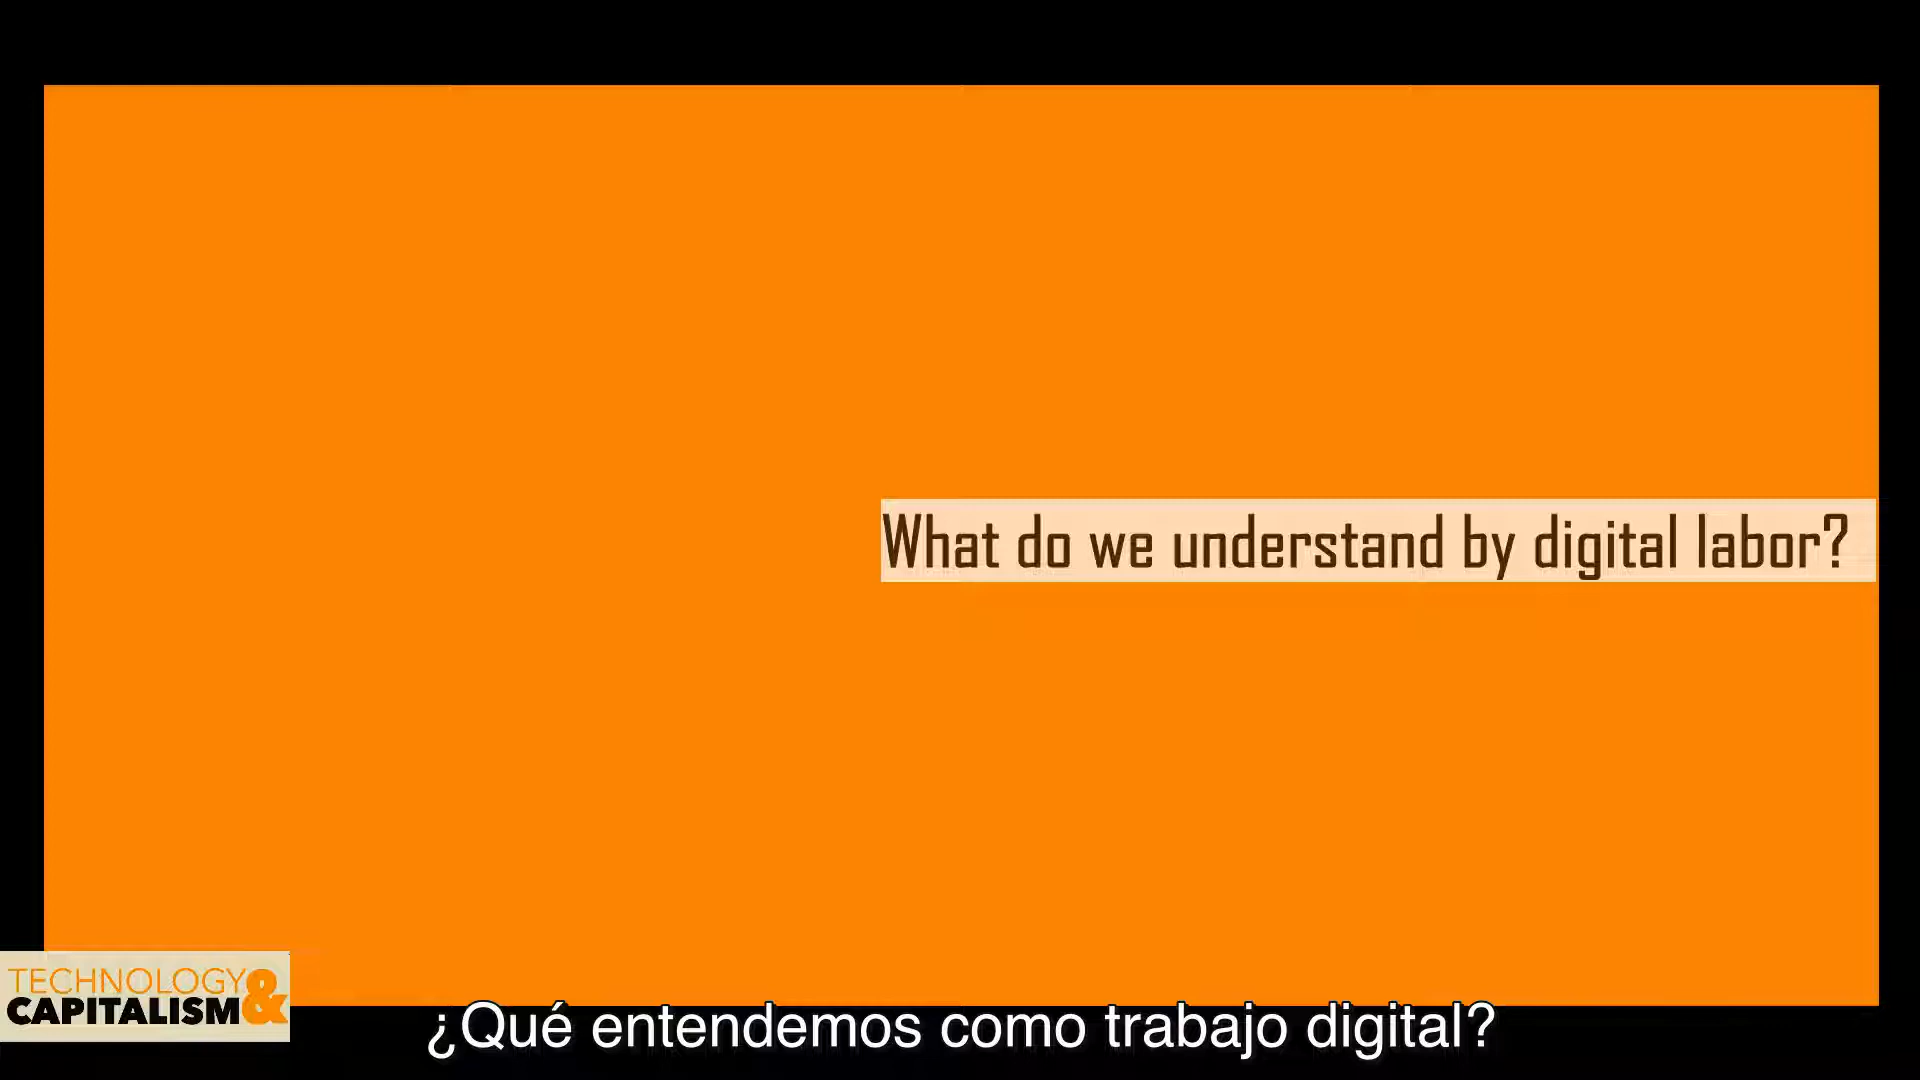 What do we understand by digital labor?
TECHNOLOGY &
CAPITALISM
¿Qué entendemos como trabajo digital?